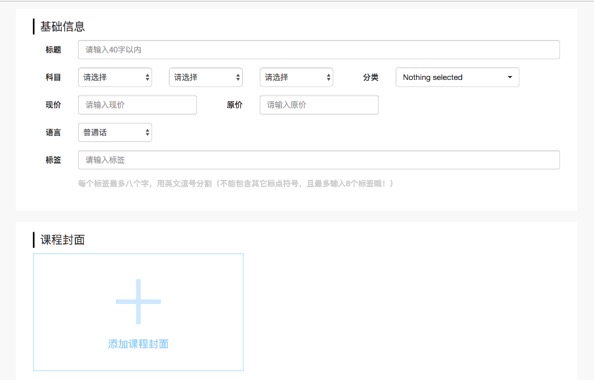 基础信息
标题 请输入40字以内
科目 请选择 请选择 请选择 分类 Nothing selected
现价 请输入现价 原价 请输入原价
语言 普通话
标签 请输入标签
每个标签最多八个字，用英文逗号分割（不能包含其它标点符号，且最多输入8个标签哦！）
课程封面
添加课程封面